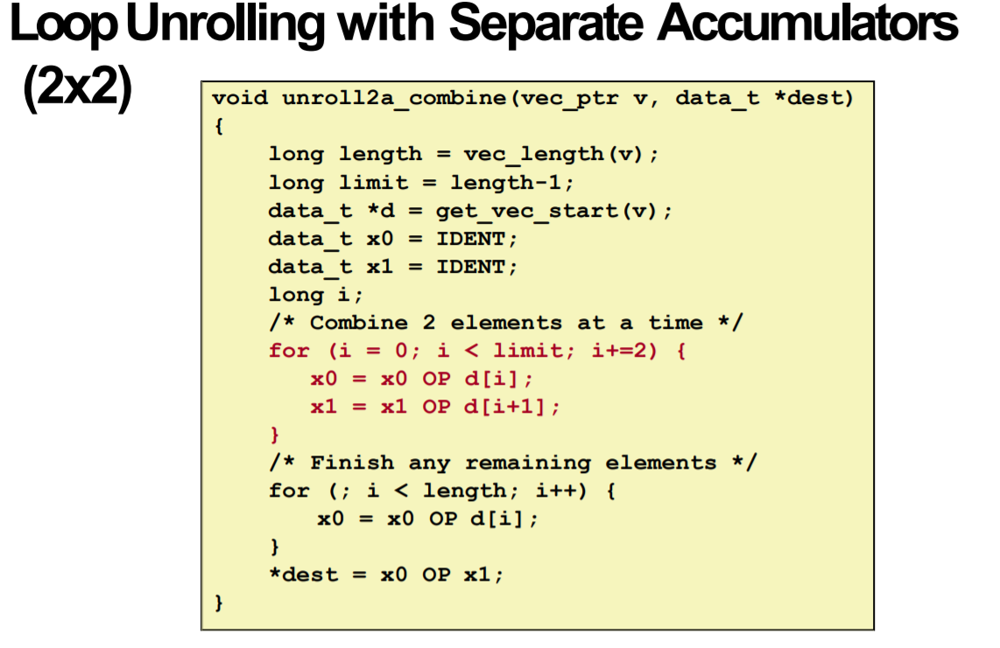 Loop Unrolling with Separate Accumulators
(2x2)
void unroll2a_combine(vec_ptr v, data_t *dest)
{
    long length = vec_length(v);
    long limit = length-1;
    data_t *d = get_vec_start(v);
    data_t x0 = IDENT;
    data_t x1 = IDENT;
    long i;
    /* Combine 2 elements at a time */
    for (i = 0; i < limit; i+=2) {
       x0 = x0 OP d[i];
       x1 = x1 OP d[i+1];
    }
    /* Finish any remaining elements */
    for (; i < length; i++) {
        x0 = x0 OP d[i];
    }
    *dest = x0 OP x1;
}